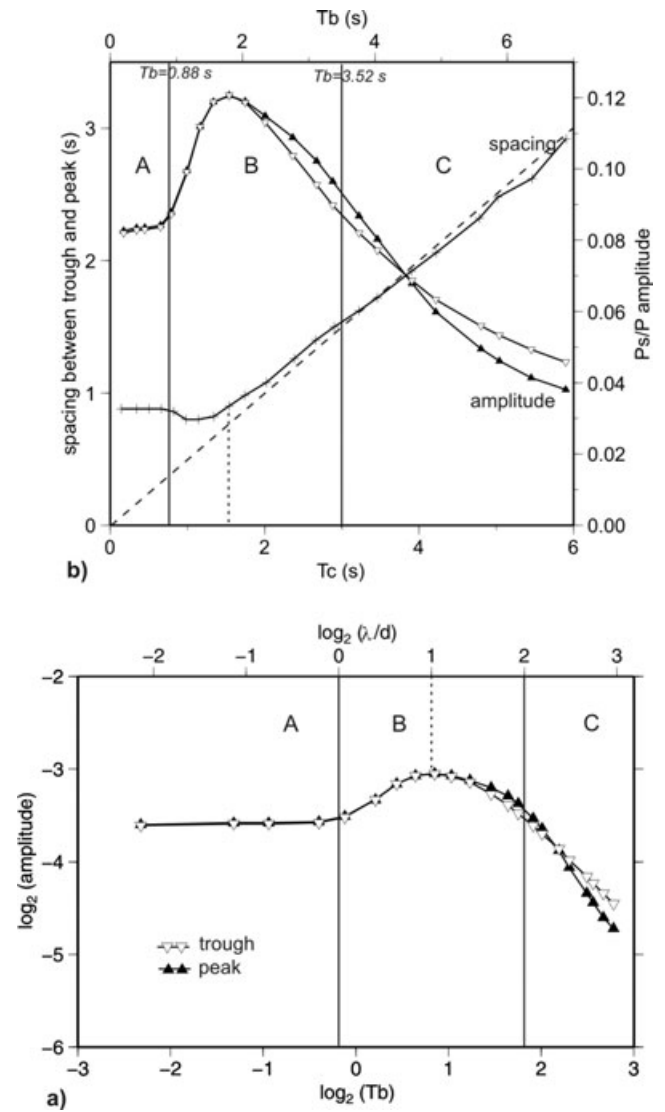 Tb (s)
0 2 4 6
Tb=0.88 s Tb=3.52 s
3 0.12
A B C spacing
0.10
spacing between trough and peak (s)
2 0.08
Ps/P amplitude
0.06
1 amplitude 0.04
0.02
0 0.00
0 2 4 6
b) Tc (s)
log2 (λ/d)
−2 −1 0 1 2 3
−2
A B C
−3
log2 (amplitude)
−4
trough
−5
peak
−6
−3 −2 −1 0 1 2 3
a) log2 (Tb)